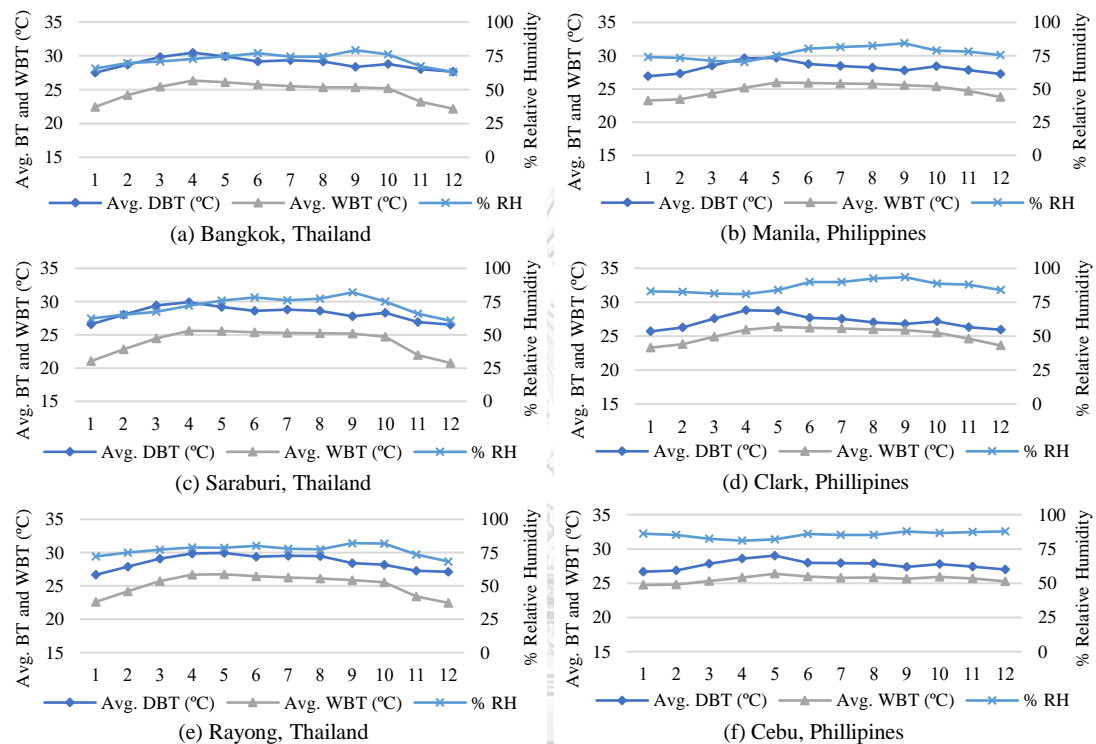 Avg. BT and WBT (ºC)
35
30
25
20
15
100
75
50
25
0
% Relative Humidity
1 2 3 4 5 6 7 8 9 10 11 12
Avg. DBT (ºC) Avg. WBT (ºC) % RH
(a) Bangkok, Thailand
Avg. BT and WBT (ºC)
35
30
25
20
15
100
75
50
25
0
% Relative Humidity
1 2 3 4 5 6 7 8 9 10 11 12
Avg. DBT (ºC) Avg. WBT (ºC) % RH
(b) Manila, Philippines
Avg. BT and WBT (ºC)
35
30
25
20
15
100
75
50
25
0
% Relative Humidity
1 2 3 4 5 6 7 8 9 10 11 12
Avg. DBT (ºC) Avg. WBT (ºC) % RH
(c) Saraburi, Thailand
Avg. BT and WBT (ºC)
35
30
25
20
15
100
75
50
25
0
% Relative Humidity
1 2 3 4 5 6 7 8 9 10 11 12
Avg. DBT (ºC) Avg. WBT (ºC) % RH
(d) Clark, Phillipines
Avg. BT and WBT (ºC)
35
30
25
20
15
100
75
50
25
0
% Relative Humidity
1 2 3 4 5 6 7 8 9 10 11 12
Avg. DBT (ºC) Avg. WBT (ºC) % RH
(e) Rayong, Thailand
Avg. BT and WBT (ºC)
35
30
25
20
15
100
75
50
25
0
% Relative Humidity
1 2 3 4 5 6 7 8 9 10 11 12
Avg. DBT (ºC) Avg. WBT (ºC) % RH
(f) Cebu, Phillipines